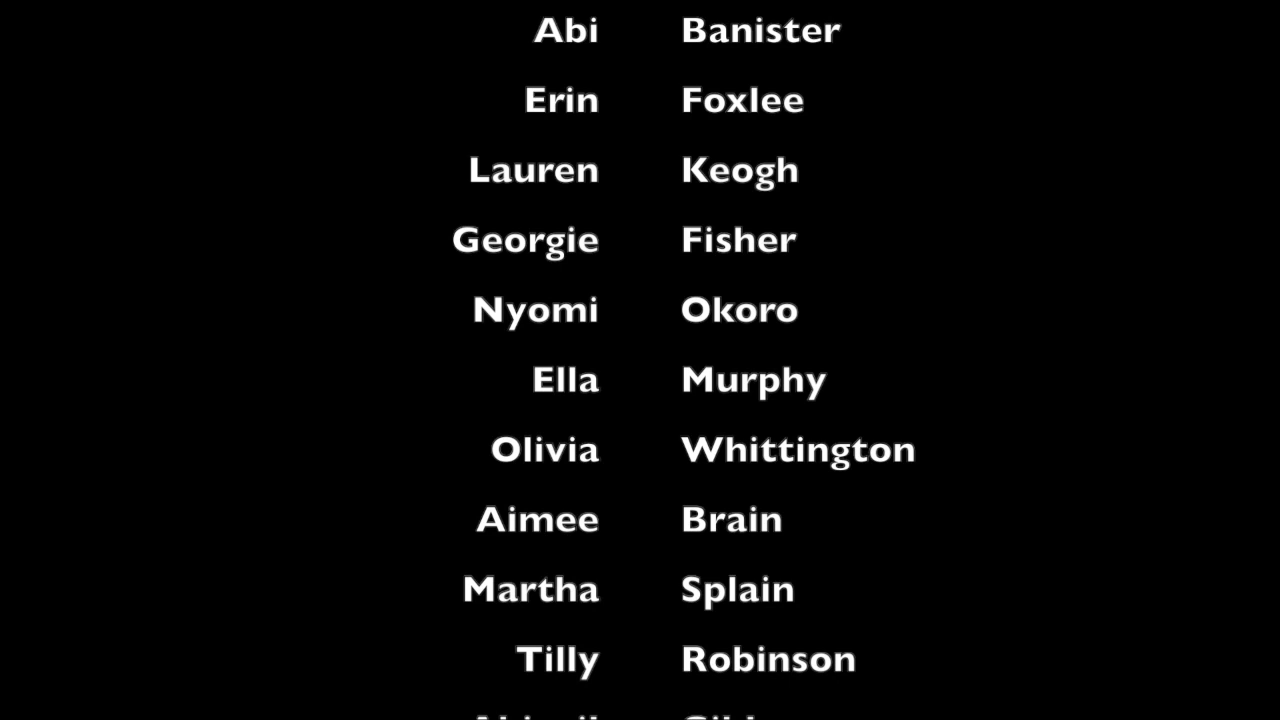 Abi Banister
Erin Foxlee
Lauren Keogh
Georgie Fisher
Nyomi Okoro
Ella Murphy
Olivia Whittington
Aimee Brain
Martha Splain
Tilly Robinson